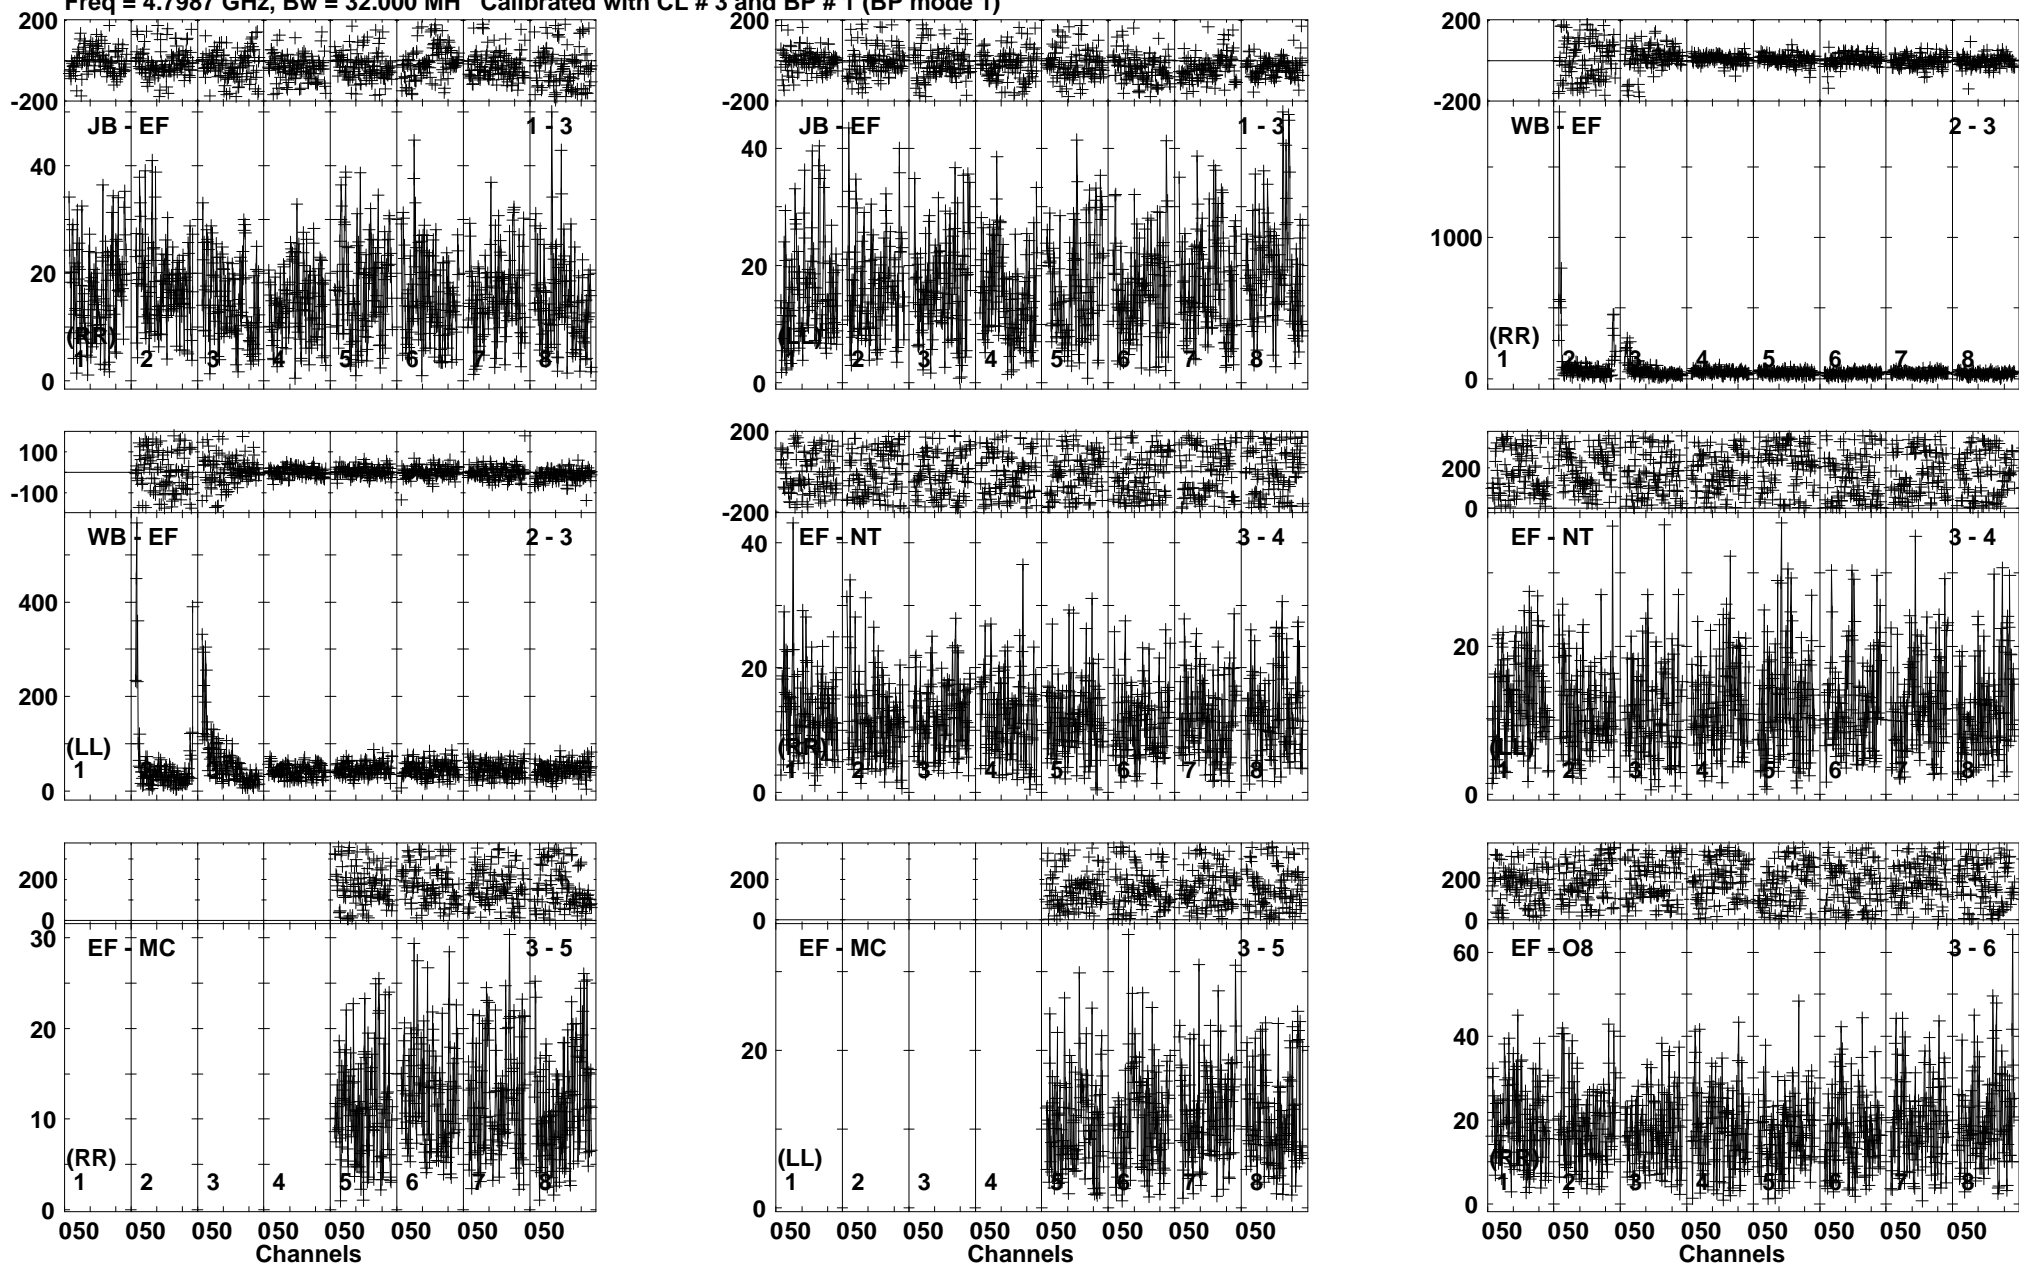 Freq = 4.7987 GHz, Bw = 32.000 MH Calibrated with CL # 3 and BP # 1 (BP mode 1)
200
-200
JB - EF 1 - 3
40
20
0
(RR)
1 2 3 4 5 6 7 8
200
-200
JB - EF 1 - 3
40
20
0
(LL)
1 2 3 4 5 6 7 8
200
-200
WB - EF 2 - 3
1000
0
(RR)
1 2 3 4 5 6 7 8
100
-100
WB - EF 2 - 3
400
200
0
(LL)
1
200
-200
EF - NT 3 - 4
40
20
0
(RR)
1 2 3 4 5 6 7 8
200
0
EF - NT 3 - 4
20
0
(LL)
1 2 3 4 5 6 7 8
200
0
EF - MC 3 - 5
30
20
10
0
(RR)
1 2 3 4 5 6 7 8
050 050 050 050 050 050 050 050
Channels
200
0
EF - MC 3 - 5
20
0
(LL)
1 2 3 4 5 6 7 8
050 050 050 050 050 050 050 050
Channels
200
0
EF - O8 3 - 6
60
40
20
0
(RR)
1 2 3 4 5 6 7 8
050 050 050 050 050 050 050 050
Channels